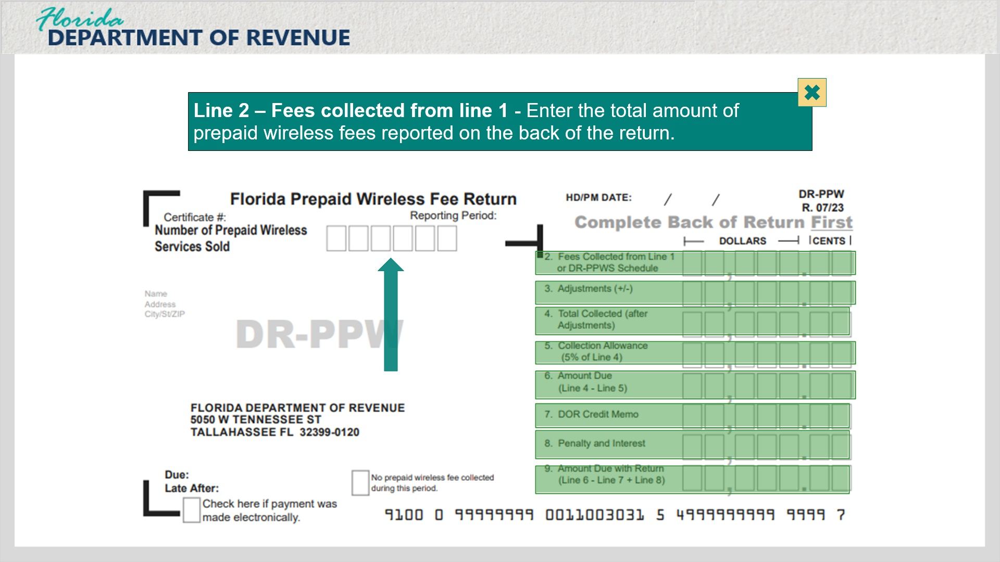 Florida
DEPARTMENT OF REVENUE
Line 2 – Fees collected from line 1 - Enter the total amount of
prepaid wireless fees reported on the back of the return.
Florida Prepaid Wireless Fee Return
HD/PM DATE: / /
DR-PPW
R. 07/23
Certificate #:
Reporting Period:
Complete Back of Return First
Number of Prepaid Wireless
Services Sold
DOLLARS
CENTS
2. Fees Collected from Line 1
or DR-PPWS Schedule
3. Adjustments (+/-)
4. Total Collected (after
Adjustments)
5. Collection Allowance
(5% of Line 4)
6. Amount Due
(Line 4 - Line 5)
7. DOR Credit Memo
8. Penalty and Interest
9. Amount Due with Return
(Line 6 - Line 7 + Line 8)
Name
Address
City/St/ZIP
DR-PPW
FLORIDA DEPARTMENT OF REVENUE
5050 W TENNESSEE ST
TALLAHASSEE FL 32399-0120
Due:
Late After:
Check here if payment was
made electronically.
No prepaid wireless fee collected
during this period.
9100 0 99999999 0011003031 5 4999999999 9999 7